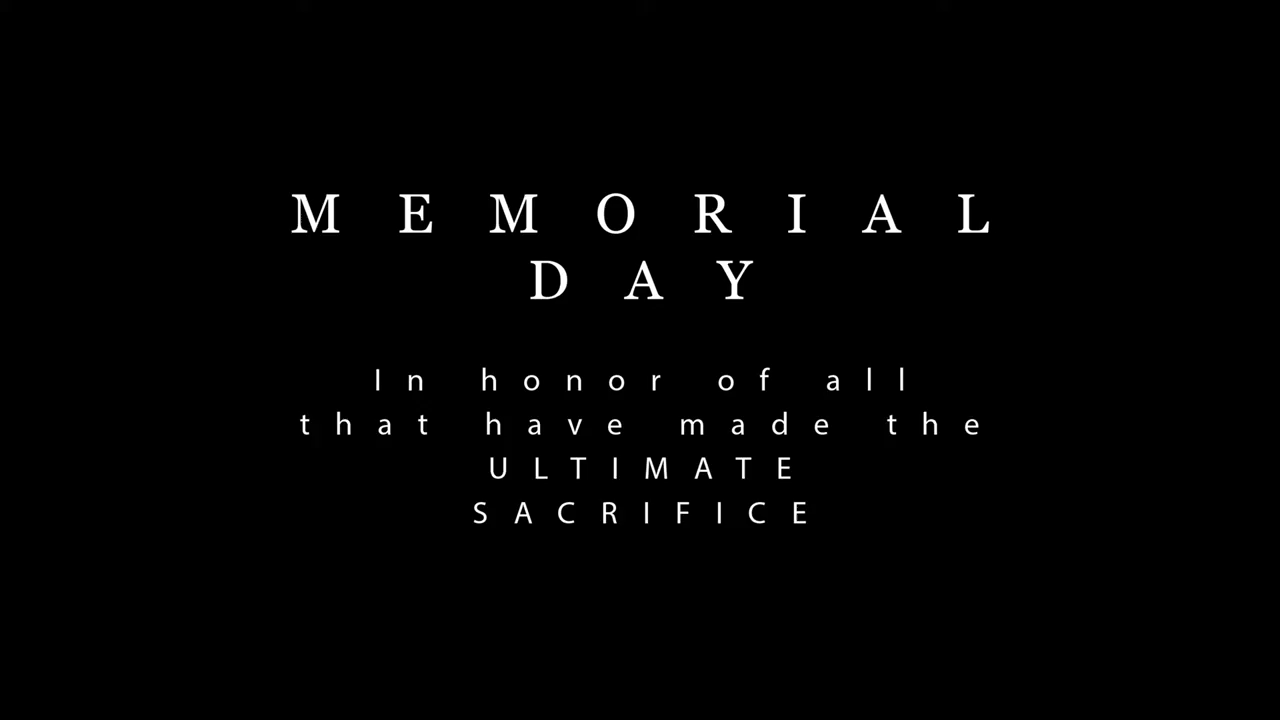 MEMORIAL
DAY
In honor of all
that have made the
ULTIMATE
SACRIFICE